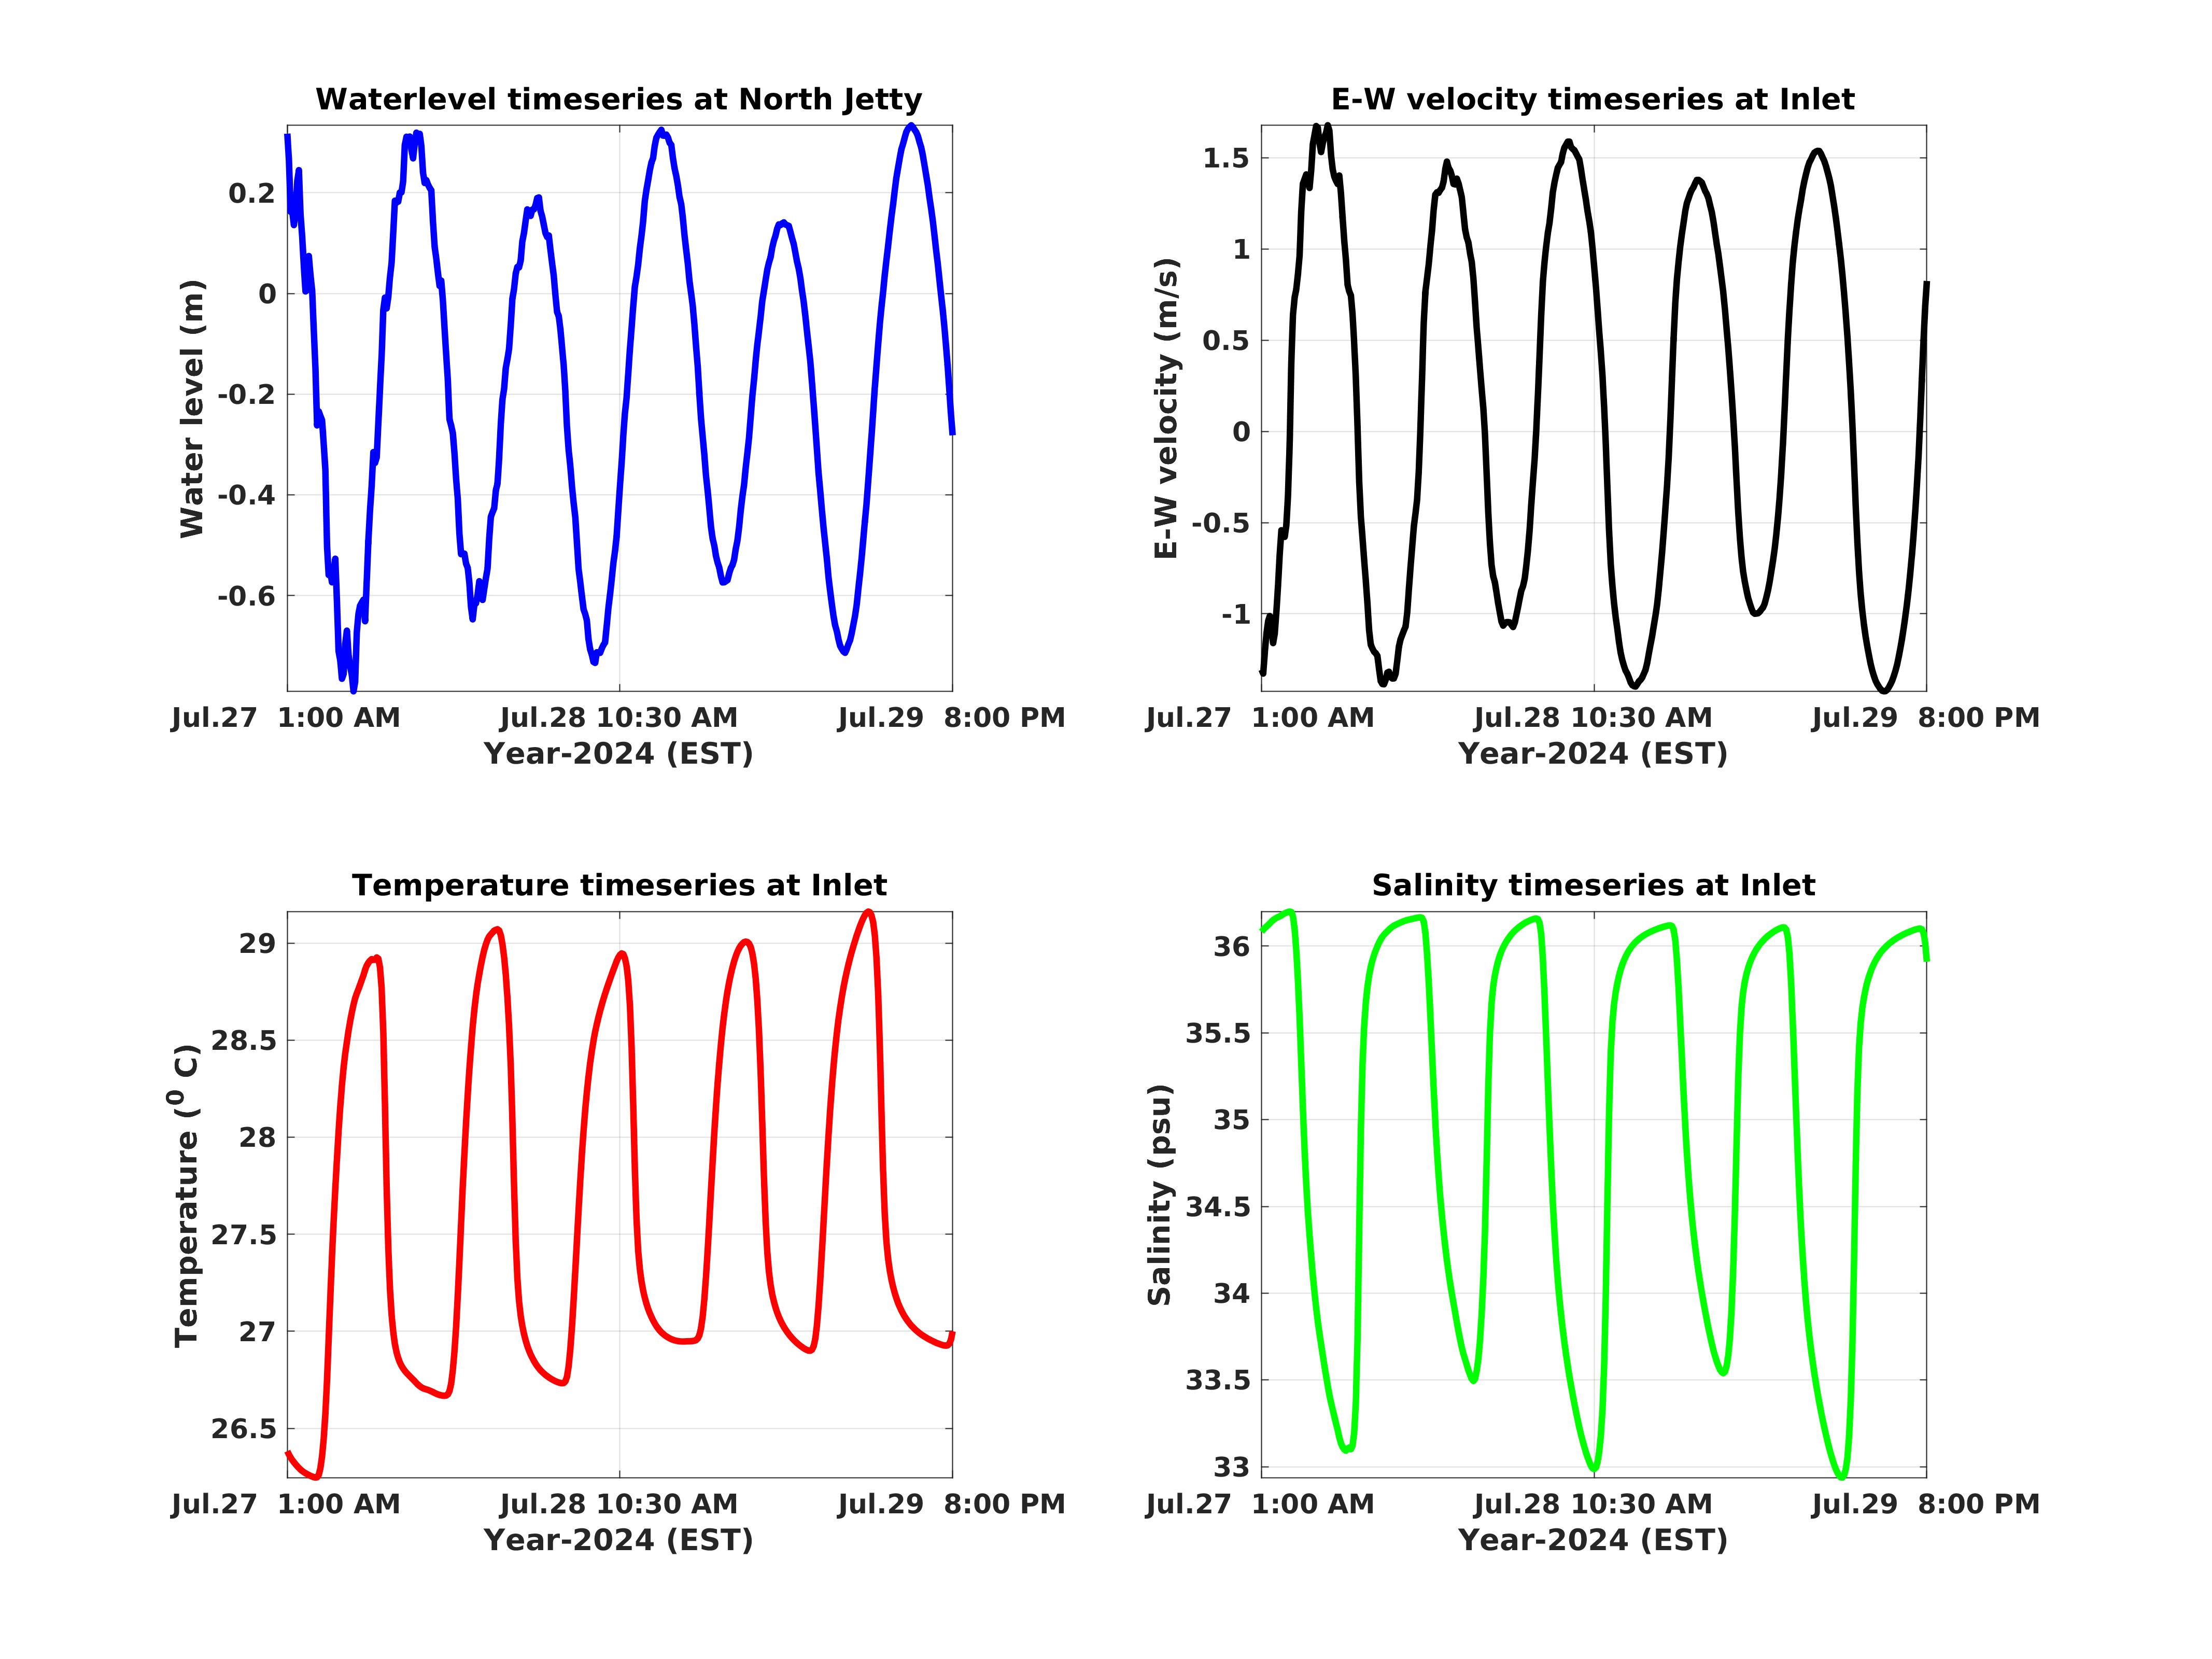 Waterlevel timeseries at North Jetty
0.2
0
-0.2
-0.4
-0.6
Water level (m)
Jul.27 1:00 AM Jul.28 10:30 AM Jul.29 8:00 PM
Year-2024 (EST)
E-W velocity timeseries at Inlet
1.5
1
0.5
0
-0.5
-1
E-W velocity (m/s)
Jul.27 1:00 AM Jul.28 10:30 AM Jul.29 8:00 PM
Year-2024 (EST)
Temperature timeseries at Inlet
29
28.5
28
27.5
27
26.5
Temperature (⁰ C)
Jul.27 1:00 AM Jul.28 10:30 AM Jul.29 8:00 PM
Year-2024 (EST)
Salinity timeseries at Inlet
36
35.5
35
34.5
34
33.5
33
Salinity (psu)
Jul.27 1:00 AM Jul.28 10:30 AM Jul.29 8:00 PM
Year-2024 (EST)